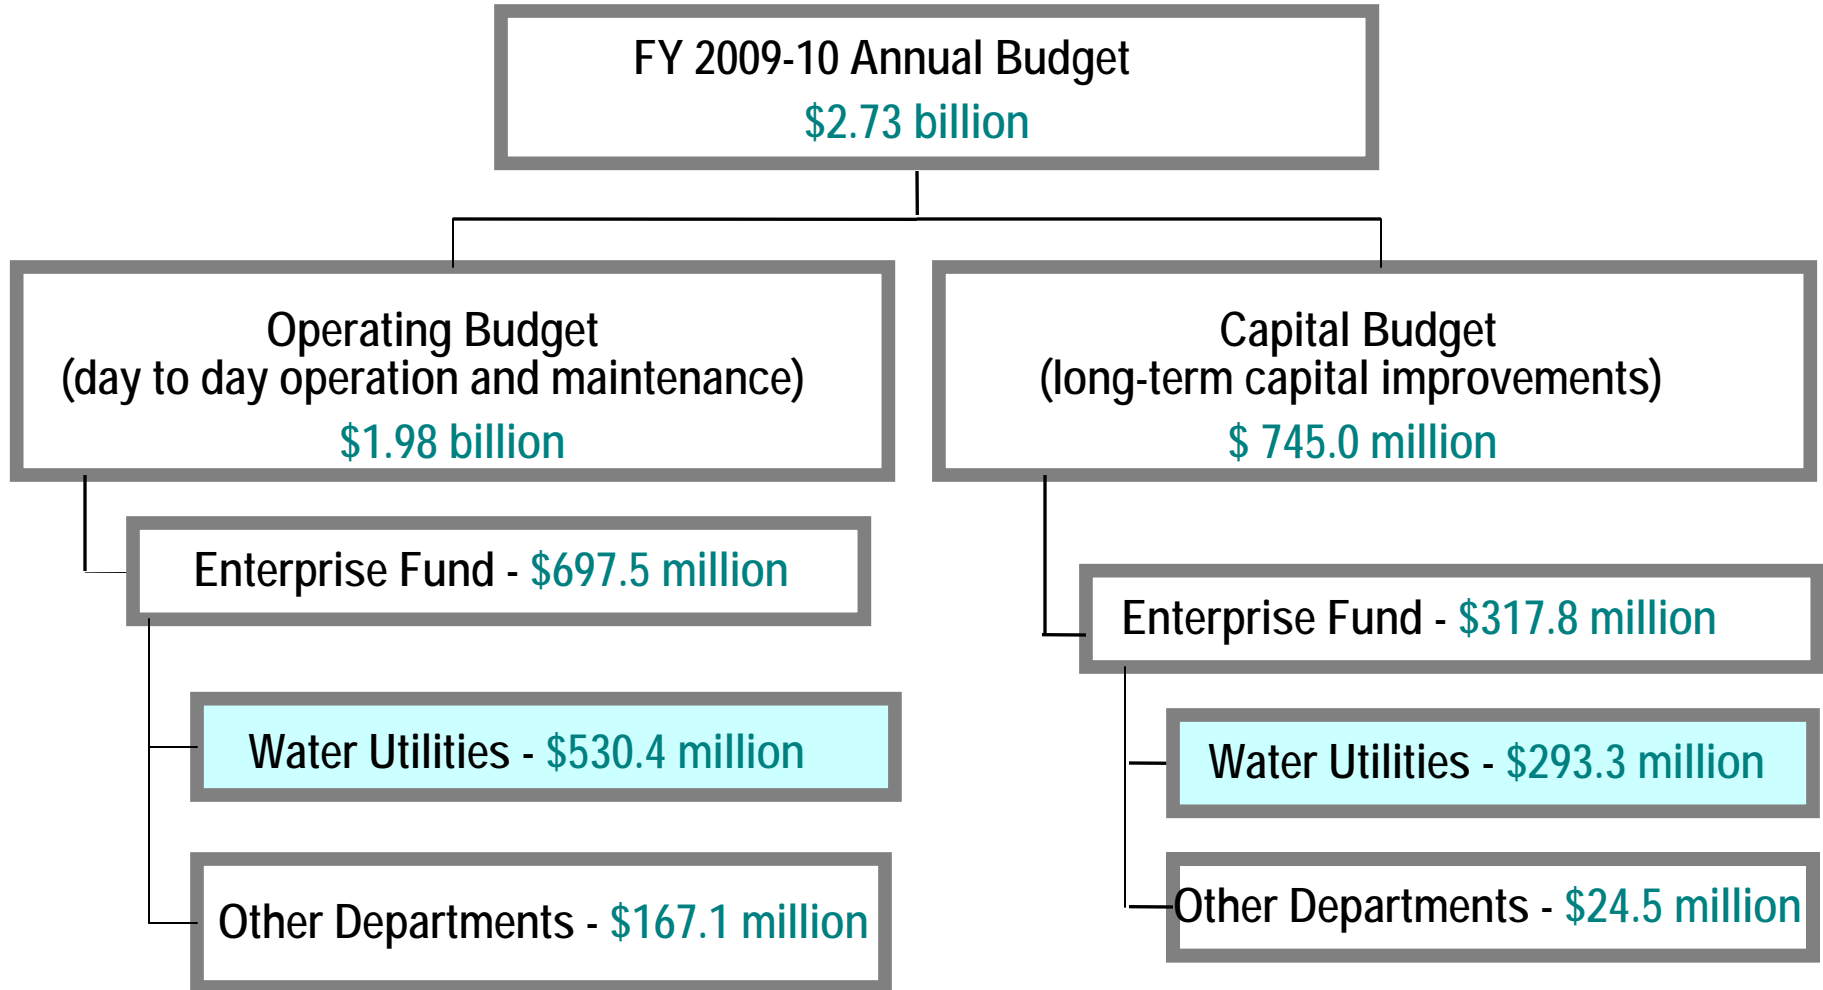 FY 2009-10 Annual Budget
$2.73 billion
Operating Budget
(day to day operation and maintenance)
$1.98 billion
Capital Budget
(long-term capital improvements)
$ 745.0 million
Enterprise Fund - $697.5 million
Water Utilities - $530.4 million
Other Departments - $167.1 million
Enterprise Fund - $317.8 million
Water Utilities - $293.3 million
Other Departments - $24.5 million